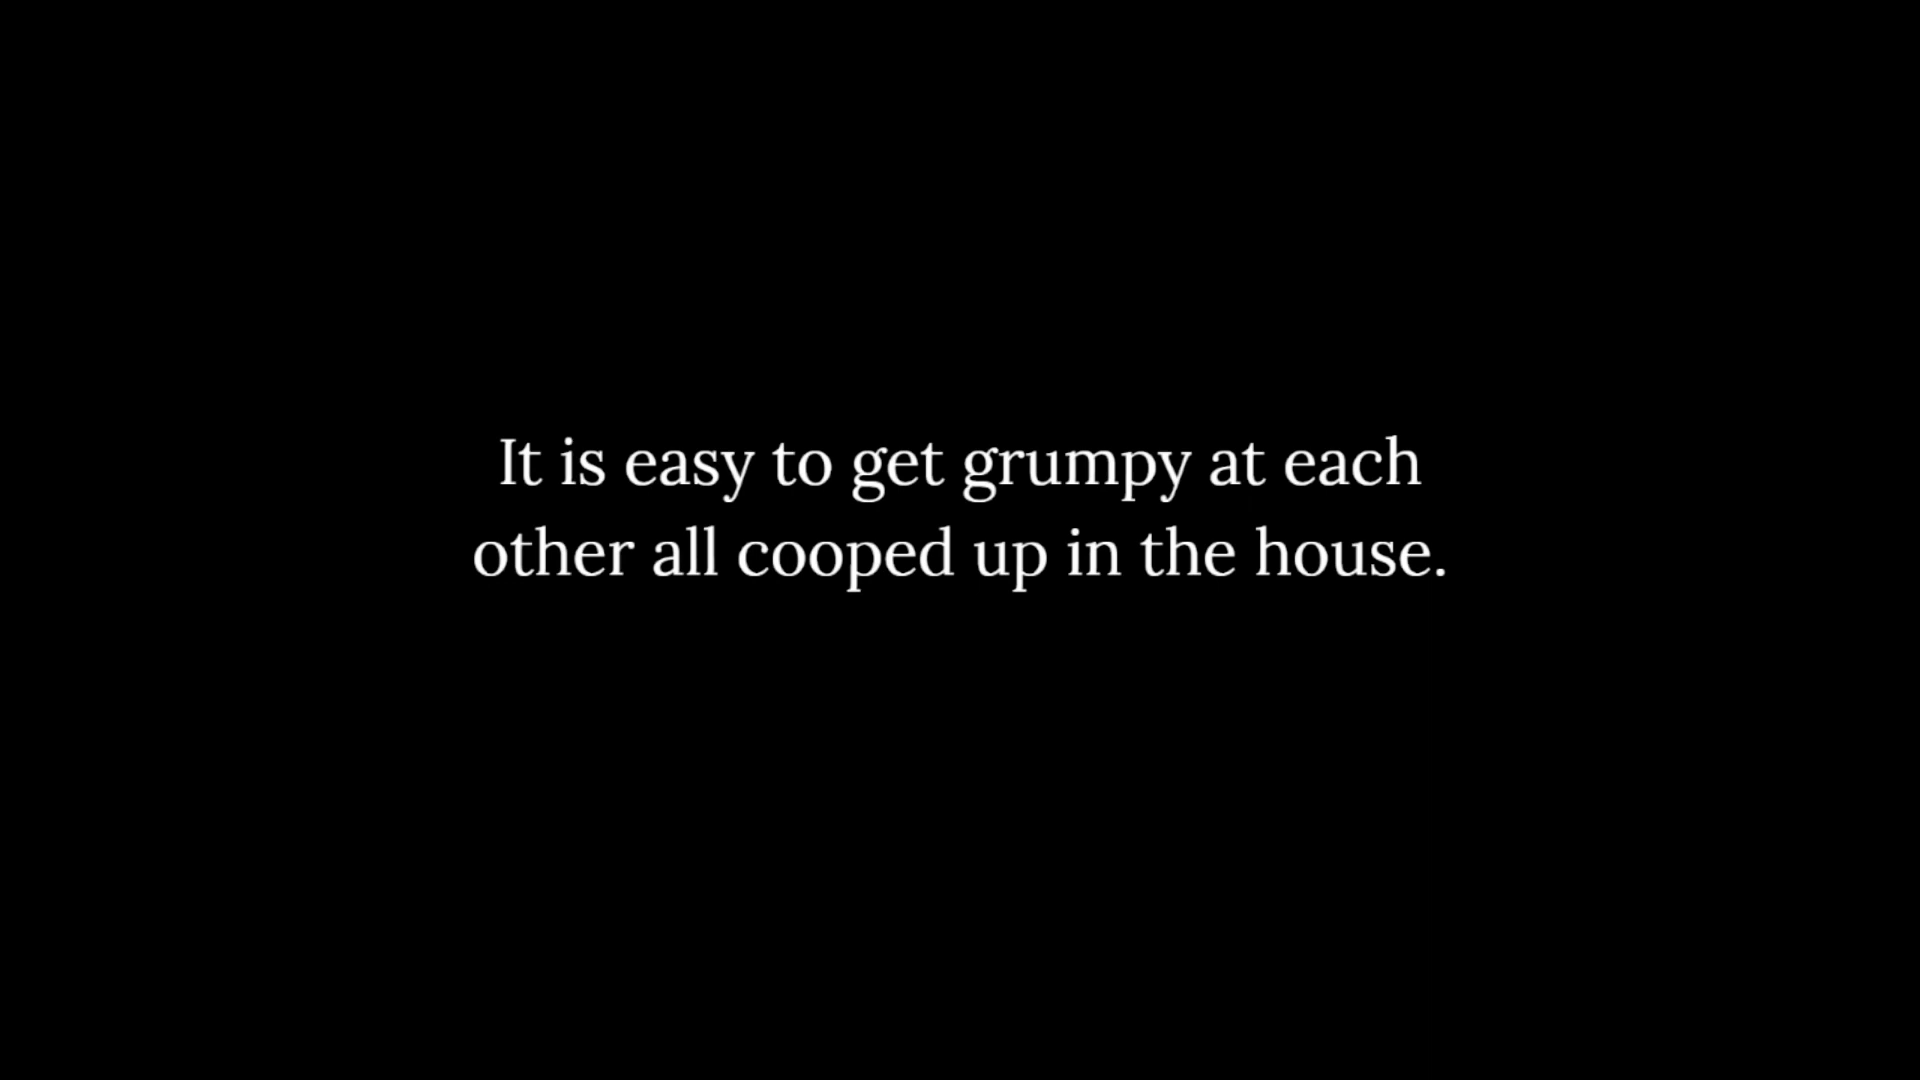 It is easy to get grumpy at each
other all cooped up in the house.